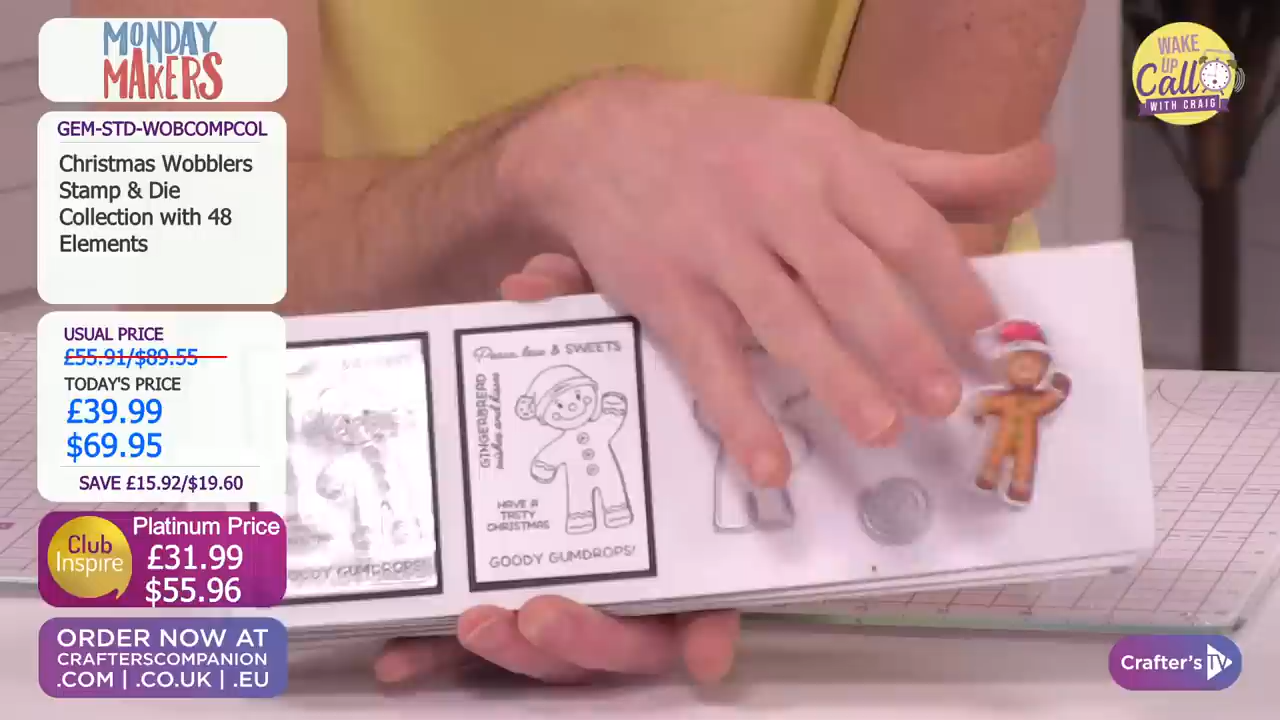 MONDAY
MAKERS
GEM-STD-WOBCOMPCOL
Christmas Wobblers
Stamp & Die
Collection with 48
Elements
USUAL PRICE
£55.91/$89.55
TODAY'S PRICE
£39.99
$69.95
SAVE £15.92/$19.60
Club
Inspire
Platinum Price
£31.99
$55.96
ORDER NOW AT
CRAFTERSCOMPANION
.COM | .CO.UK | .EU
WAKE
UP
Call
WITH CRAIG
Peace, love & SWEETS
GINGERBREAD
wishes and kisses
HAVE A
TASTY
CHRISTMAS
GOODY GUMDROPS!
GUMDROPS!
Crafter's TV